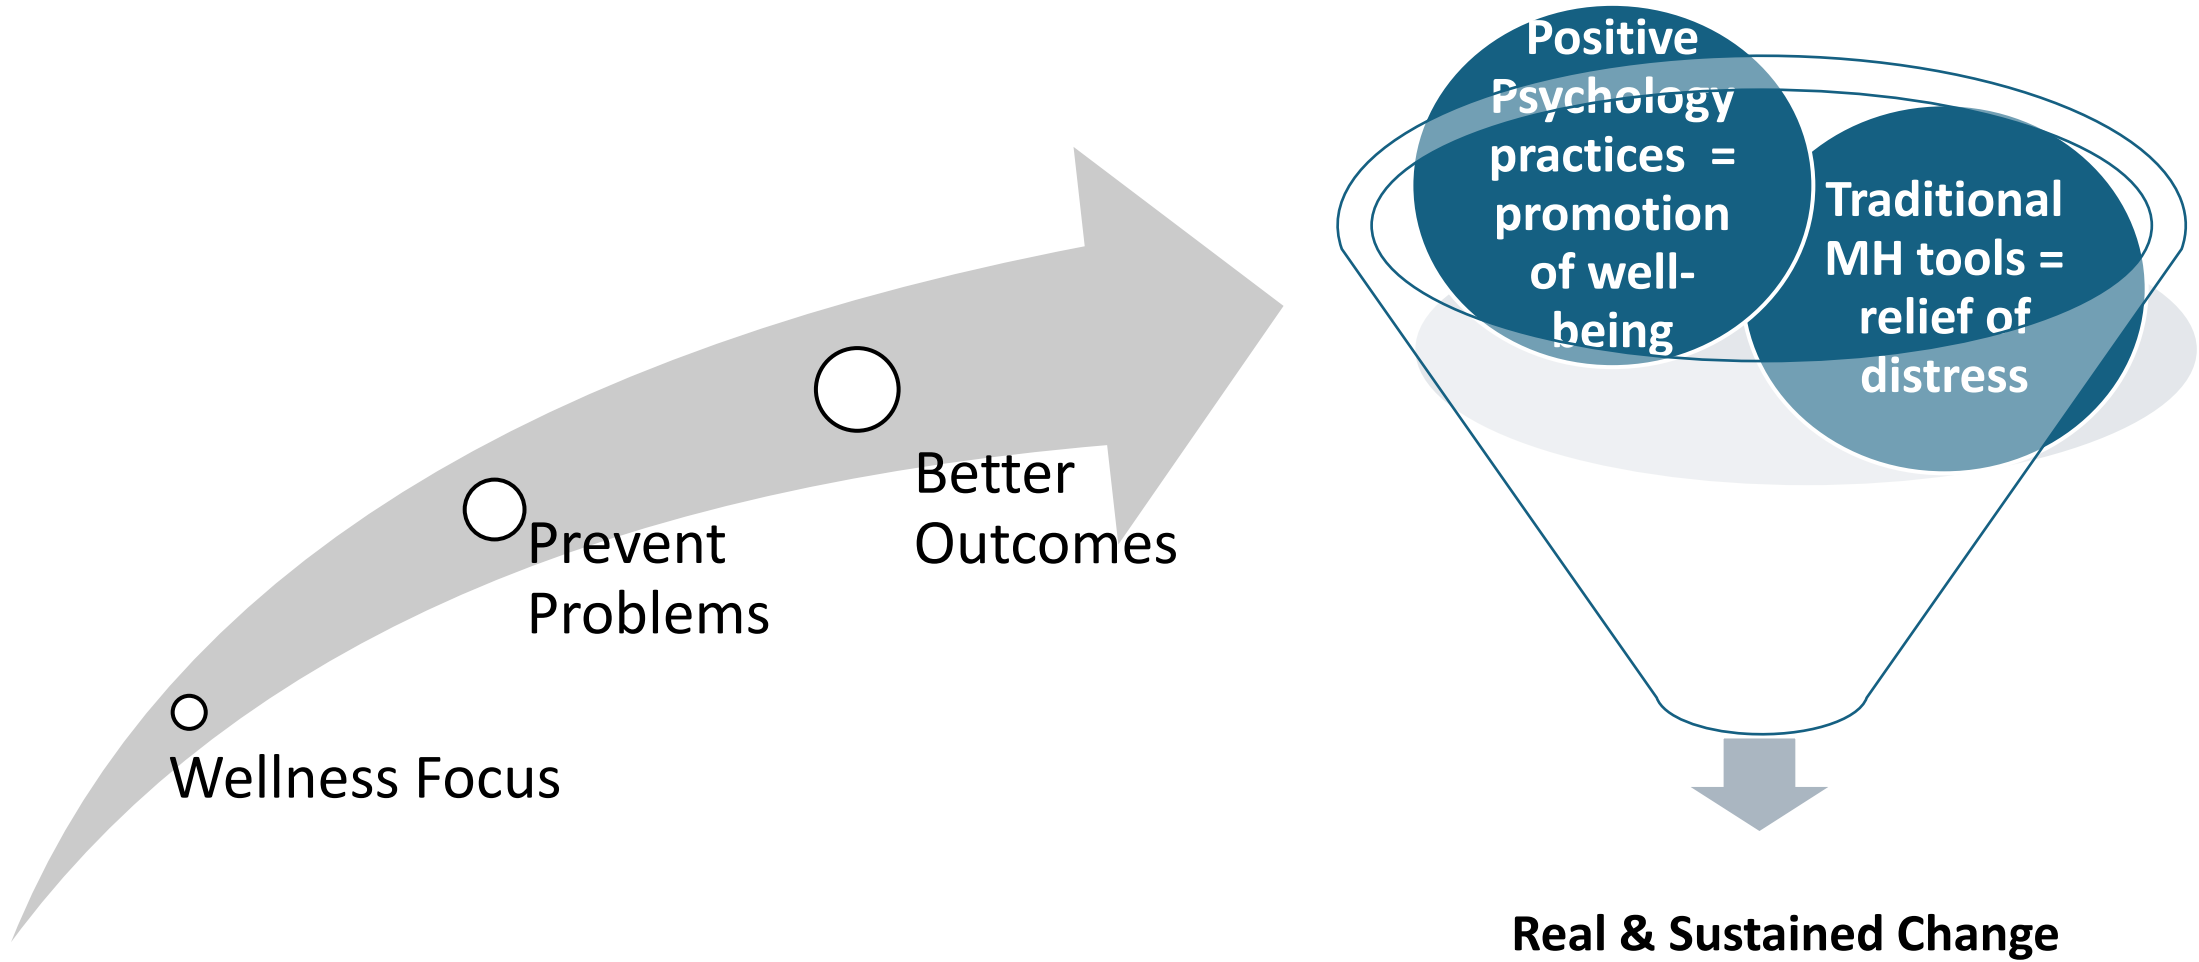 Wellness Focus
Prevent
Problems
Better
Outcomes
Positive
Psychology
practices  =
promotion
of well-
being
Traditional
MH tools =
relief of
distress
Real & Sustained Change